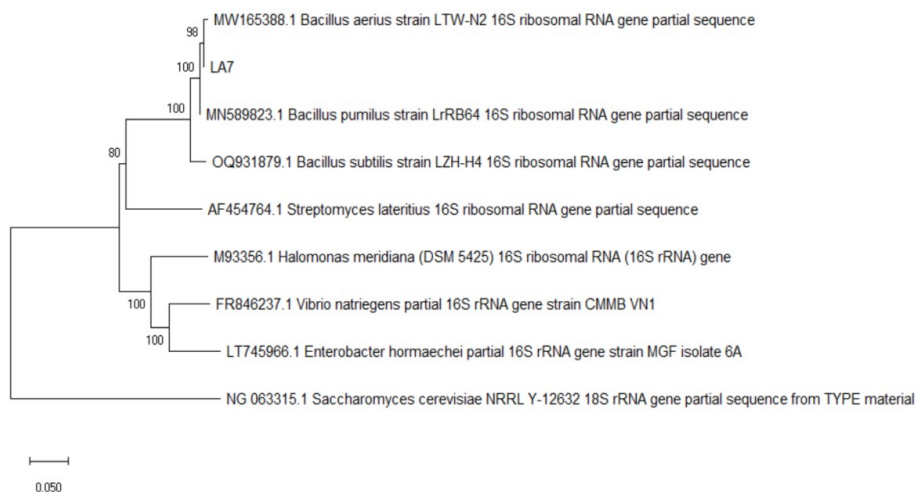 MW165388.1 Bacillus aerius strain LTW-N2 16S ribosomal RNA gene partial sequence
98
LA7
100
MN589823.1 Bacillus pumilus strain LrRB64 16S ribosomal RNA gene partial sequence
100
OQ931879.1 Bacillus subtilis strain LZH-H4 16S ribosomal RNA gene partial sequence
80
AF454764.1 Streptomyces lateritius 16S ribosomal RNA gene partial sequence
M93356.1 Halomonas meridiana (DSM 5425) 16S ribosomal RNA (16S rRNA) gene
100
FR846237.1 Vibrio natriegens partial 16S rRNA gene strain CMMB VN1
100
LT745966.1 Enterobacter hormaechei partial 16S rRNA gene strain MGF isolate 6A
NG 063315.1 Saccharomyces cerevisiae NRRL Y-12632 18S rRNA gene partial sequence from TYPE material
0.050